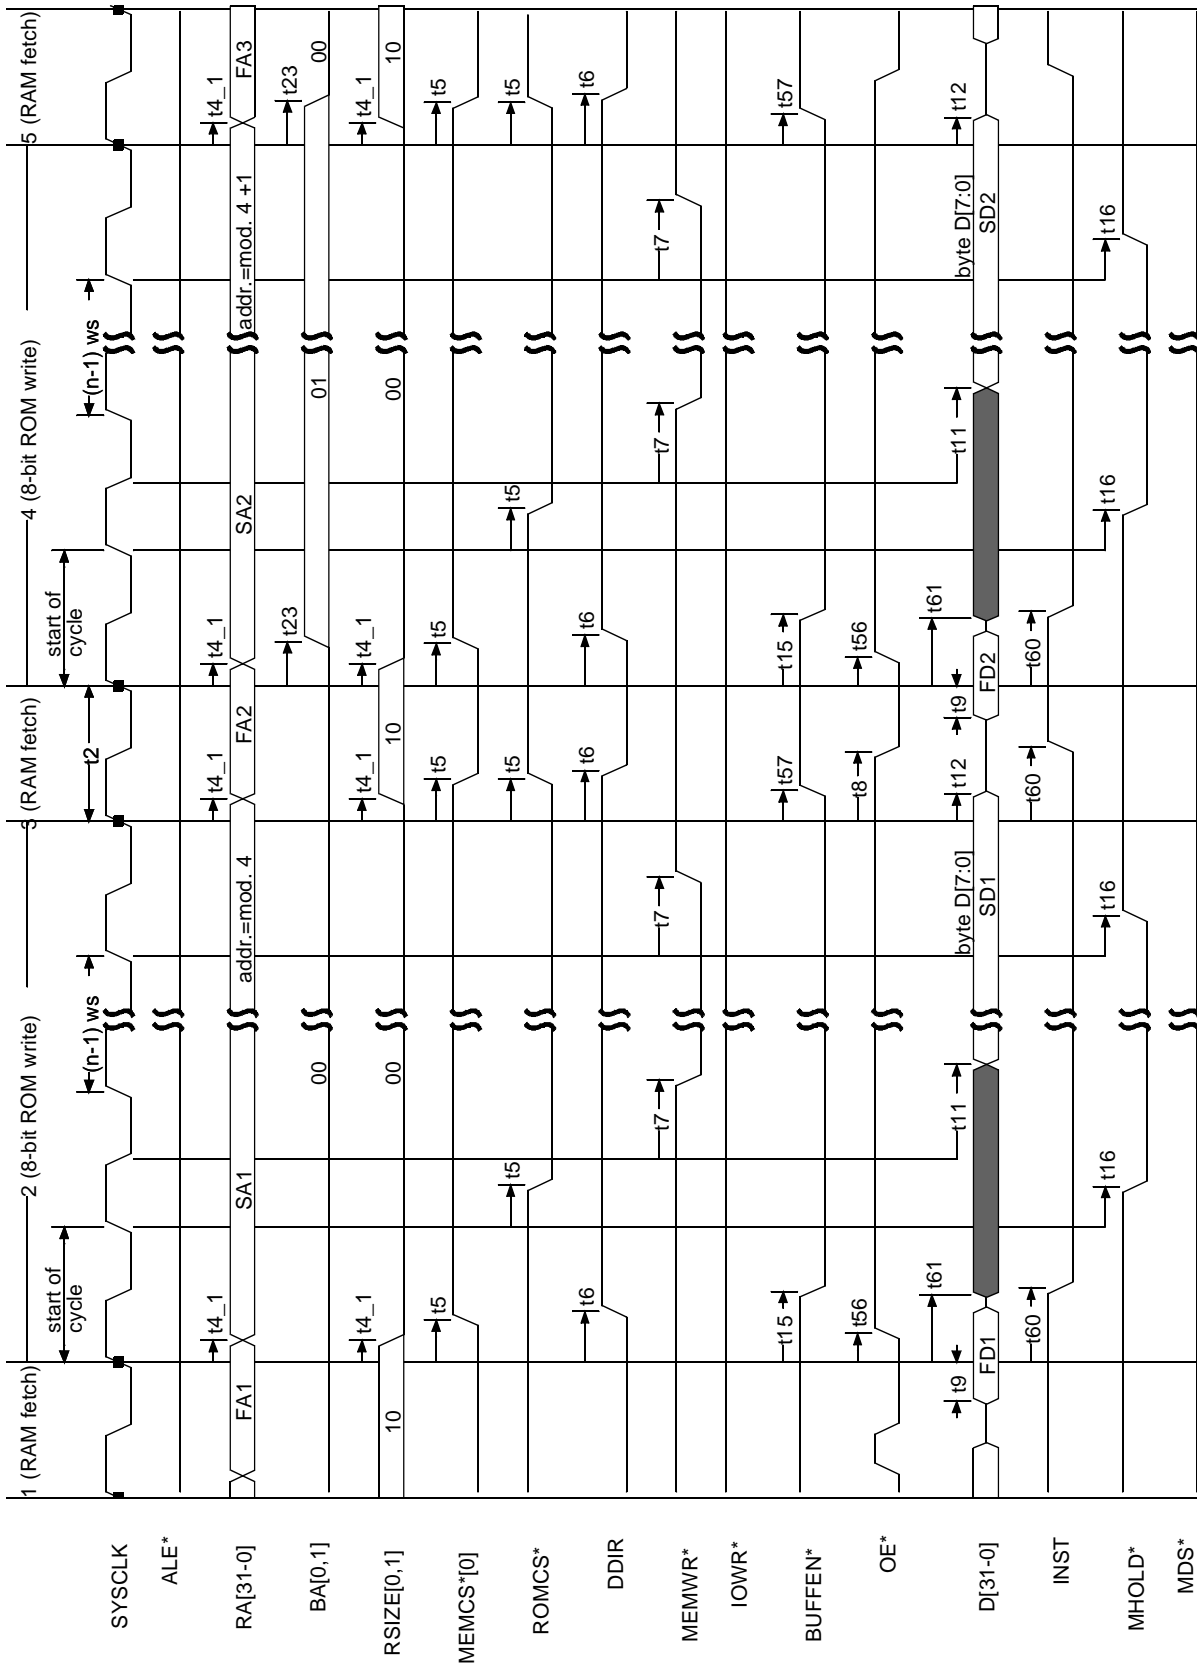 1 (RAM fetch)
2 (8-bit ROM write)
3 (RAM fetch)
4 (8-bit ROM write)
5 (RAM fetch)
start of
cycle
(n-1) ws
t2
start of
cycle
(n-1) ws
SYSCLK
ALE*
t4_1
t4_1
t4_1
t4_1
RA[31-0]
FA1
SA1
addr.=mod. 4
FA2
SA2
addr.=mod. 4 +1
FA3
t23
t23
BA[0,1]
00
01
00
t4_1
t4_1
t4_1
t4_1
RSIZE[0,1]
10
00
10
00
10
t5
t5
t5
t5
MEMCS*[0]
t5
t5
t5
t5
ROMCS*
t6
t6
t6
t6
DDIR
t7
t7
t7
t7
MEMWR*
IOWR*
t15
t57
t15
t57
BUFFEN*
t56
t8
t56
OE*
t61
t61
t9
t11
t12
t9
t11
t12
byte D[7:0]
byte D[7:0]
D[31-0]
FD1
SD1
FD2
SD2
t60
t60
t60
INST
t16
t16
t16
t16
MHOLD*
MDS*